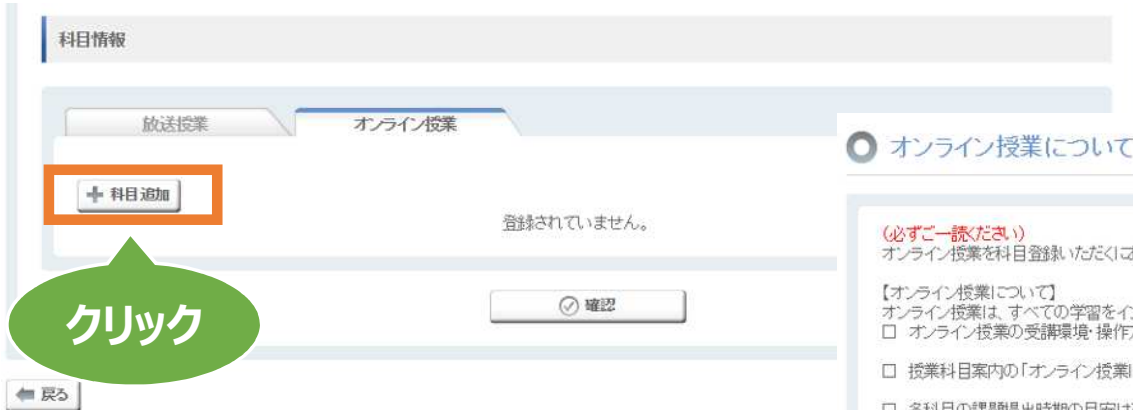 科目情報
放送授業
オンライン授業
科目追加
登録されていません。
クリック
確認
戻る
オンライン授業について
(必ずご一読ください)
オンライン授業を科目登録いただくに
【オンライン授業について】
オンライン授業は、すべての学習をイ
□ オンライン授業の受講環境・操作
□ 授業科目案内の「オンライン授業